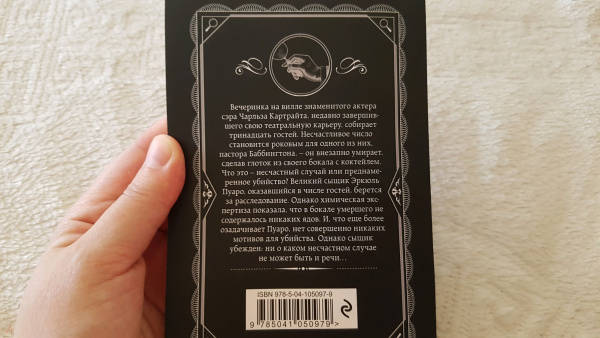 Вечеринка на вилле знаменитого актера
сэра Чарльза Картрайта, недавно завершив-
шего свою театральную карьеру, собирает
тринадцать гостей. Несчастливое число
становится роковым для одного из них,
пастора Баббингтона, – он внезапно умирает,
сделав глоток из своего бокала с коктейлем.
Что это – несчастный случай или преднаме-
ренное убийство? Великий сыщик Эркюль
Пуаро, оказавшийся в числе гостей, берется
за расследование. Однако химическая экс-
пертиза показала, что в бокале умершего не
содержалось никаких ядов. И, что еще более
озадачивает Пуаро, нет совершенно никаких
мотивов для убийства. Однако сыщик
убежден: ни о каком несчастном случае
не может быть и речи...
ISBN 978-5-04-105097-9
9 785041 050979 >